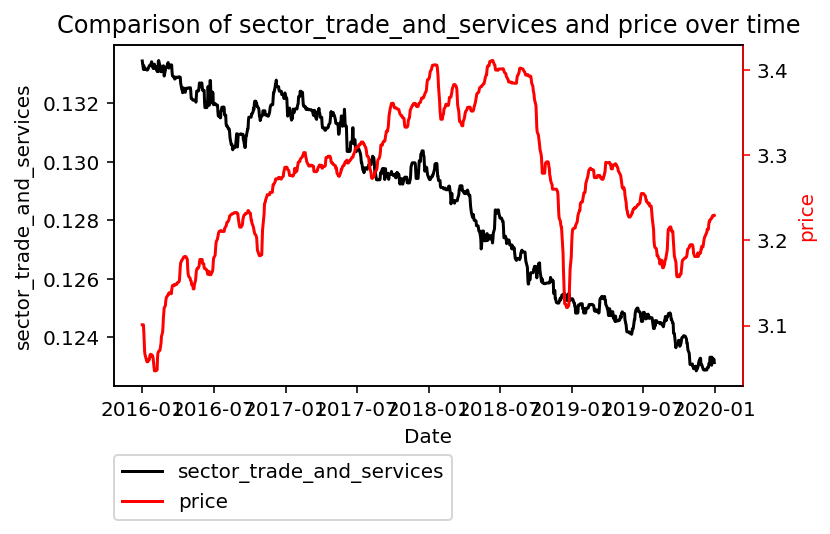 Comparison of sector_trade_and_services and price over time
sector_trade_and_services
0.132
0.130
0.128
0.126
0.124
3.4
3.3
3.2
3.1
price
2016-01 2016-07 2017-01 2017-07 2018-01 2018-07 2019-01 2019-07 2020-01
Date
sector_trade_and_services
price